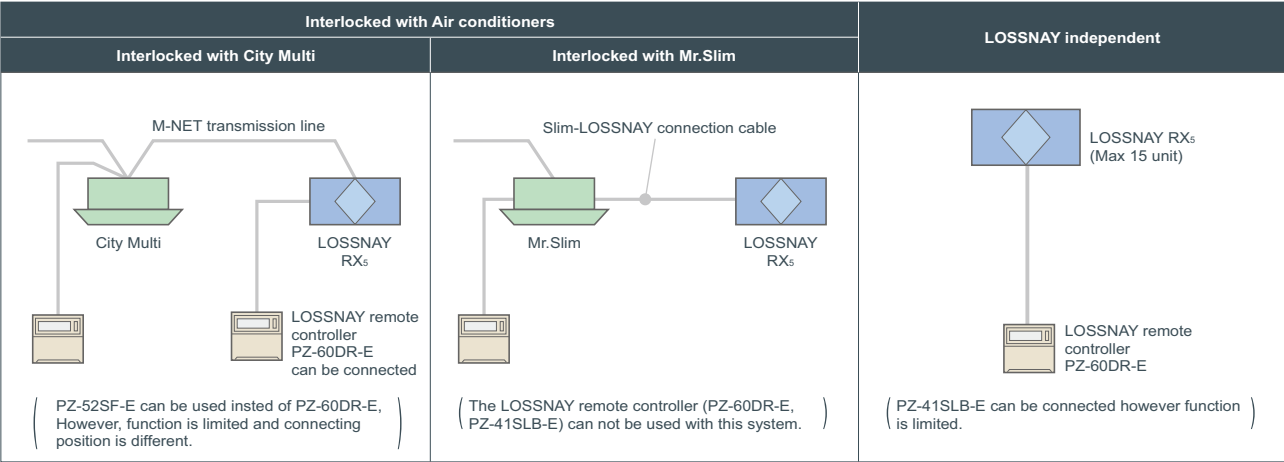 Interlocked with Air conditioners
LOSSNAY independent
Interlocked with City Multi
Interlocked with Mr.Slim
M-NET transmission line
City Multi
LOSSNAY
RX₅
LOSSNAY remote
controller
PZ-60DR-E
can be connected
PZ-52SF-E can be used insted of PZ-60DR-E,
However, function is limited and connecting
position is different.
Slim-LOSSNAY connection cable
Mr.Slim
LOSSNAY
RX₅
The LOSSNAY remote controller (PZ-60DR-E,
PZ-41SLB-E) can not be used with this system.
LOSSNAY RX₅
(Max 15 unit)
LOSSNAY remote
controller
PZ-60DR-E
PZ-41SLB-E can be connected however function
is limited.